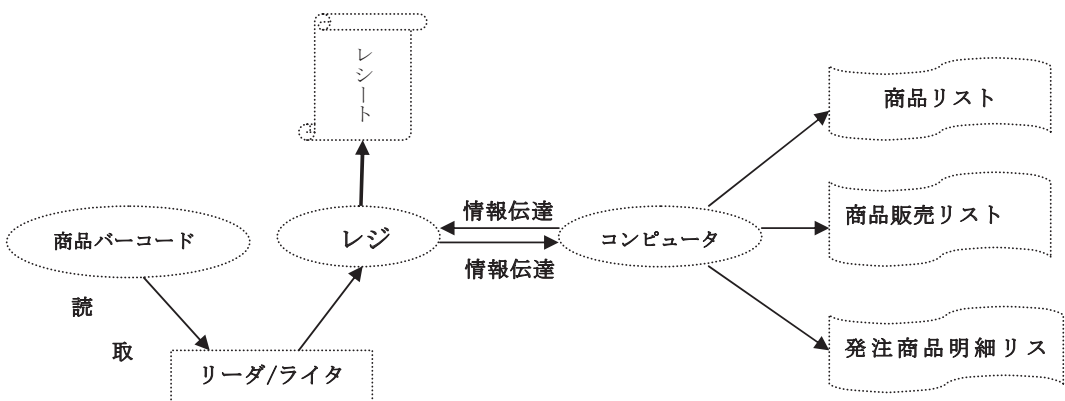 レシート
商品リスト
商品販売リスト
情報伝達
商品バーコード
レジ
コンピュータ
情報伝達
読
取
発注商品明細リス
リーダ/ライタ